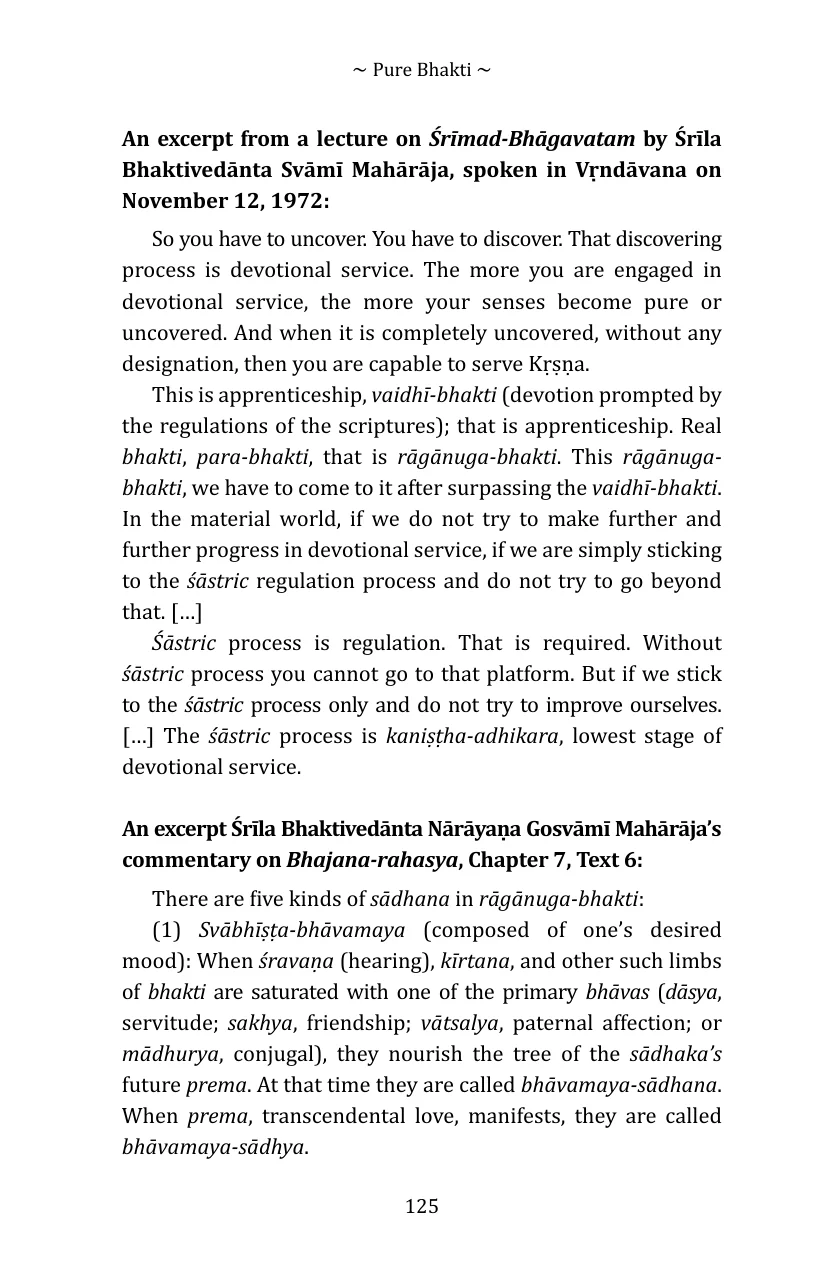 ~ Pure Bhakti ~
An excerpt from a lecture on Śrīmad-Bhāgavatam by Śrīla
Bhaktivedānta Svāmī Mahārāja, spoken in Vṛndāvana on
November 12, 1972:
So you have to uncover. You have to discover. That discovering
process is devotional service. The more you are engaged in
devotional service, the more your senses become pure or
uncovered. And when it is completely uncovered, without any
designation, then you are capable to serve Kṛṣṇa.
This is apprenticeship, vaidhī-bhakti (devotion prompted by
the regulations of the scriptures); that is apprenticeship. Real
bhakti, para-bhakti, that is rāgānuga-bhakti. This rāgānuga-
bhakti, we have to come to it after surpassing the vaidhī-bhakti.
In the material world, if we do not try to make further and
further progress in devotional service, if we are simply sticking
to the śāstric regulation process and do not try to go beyond
that. […]
Śāstric process is regulation. That is required. Without
śāstric process you cannot go to that platform. But if we stick
to the śāstric process only and do not try to improve ourselves.
[…] The śāstric process is kaniṣṭha-adhikara, lowest stage of
devotional service.
An excerpt Śrīla Bhaktivedānta Nārāyaṇa Gosvāmī Mahārāja’s
commentary on Bhajana-rahasya, Chapter 7, Text 6:
There are five kinds of sādhana in rāgānuga-bhakti:
(1) Svābhīṣṭa-bhāvamaya (composed of one’s desired
mood): When śravaṇa (hearing), kīrtana, and other such limbs
of bhakti are saturated with one of the primary bhāvas (dāsya,
servitude; sakhya, friendship; vātsalya, paternal affection; or
mādhurya, conjugal), they nourish the tree of the sādhaka’s
future prema. At that time they are called bhāvamaya-sādhana.
When prema, transcendental love, manifests, they are called
bhāvamaya-sādhya.
125